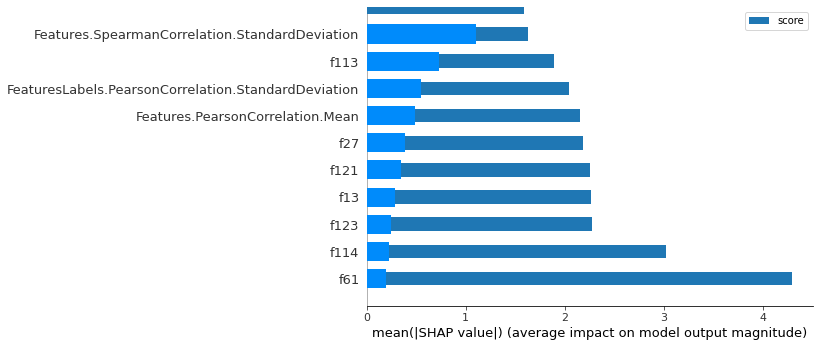 score
Features.SpearmanCorrelation.StandardDeviation
f113
FeaturesLabels.PearsonCorrelation.StandardDeviation
Features.PearsonCorrelation.Mean
f27
f121
f13
f123
f114
f61
0 1 2 3 4
mean(|SHAP value|) (average impact on model output magnitude)